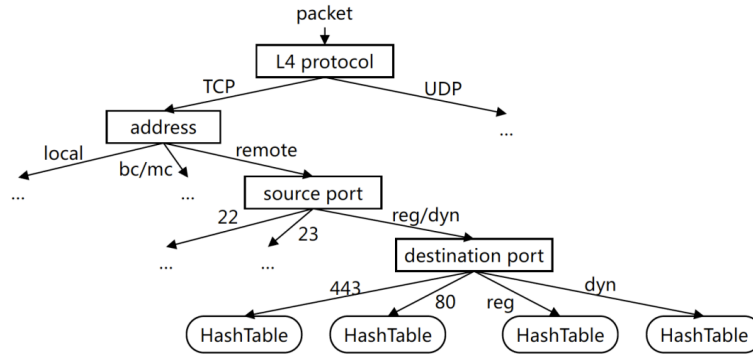 packet
L4 protocol
TCP
UDP
address
...
local
bc/mc
remote
...
...
source port
22
23
reg/dyn
...
...
destination port
443
80
reg
dyn
HashTable
HashTable
HashTable
HashTable